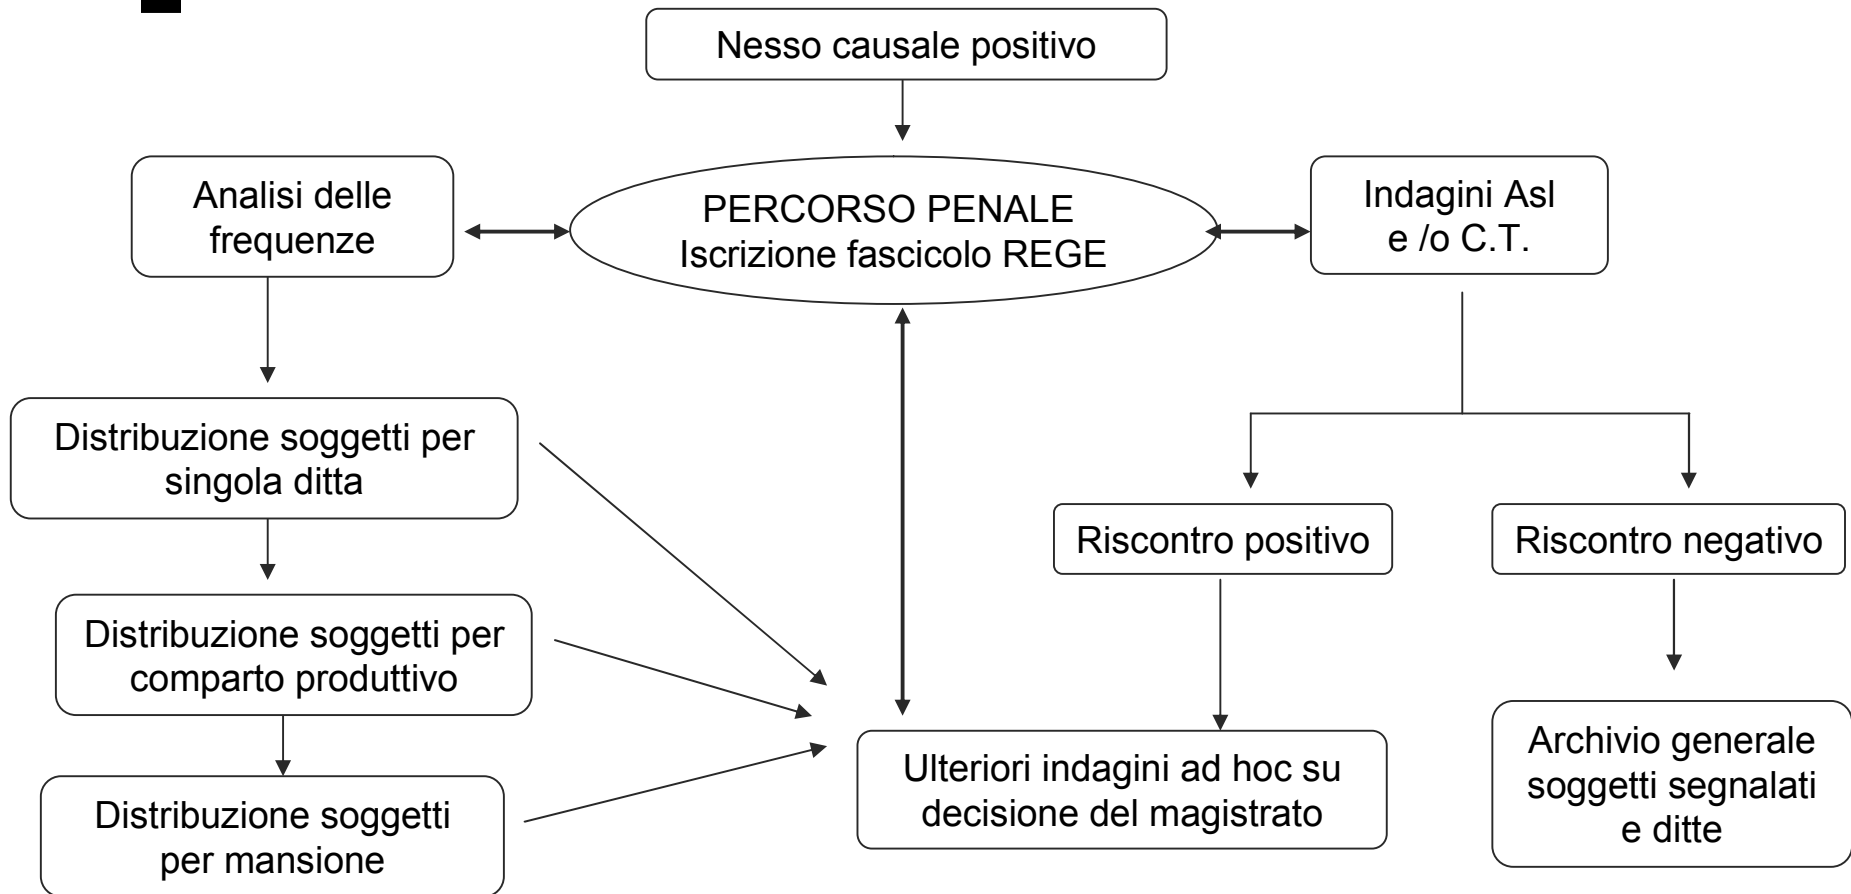 Nesso causale positivo
Analisi delle
frequenze
PERCORSO PENALE
Iscrizione fascicolo REGE
Indagini Asl
e /o C.T.
Distribuzione soggetti per
singola ditta
Riscontro positivo
Riscontro negativo
Distribuzione soggetti per
comparto produttivo
Ulteriori indagini ad hoc su
decisione del magistrato
Archivio generale
soggetti segnalati
e ditte
Distribuzione soggetti
per mansione